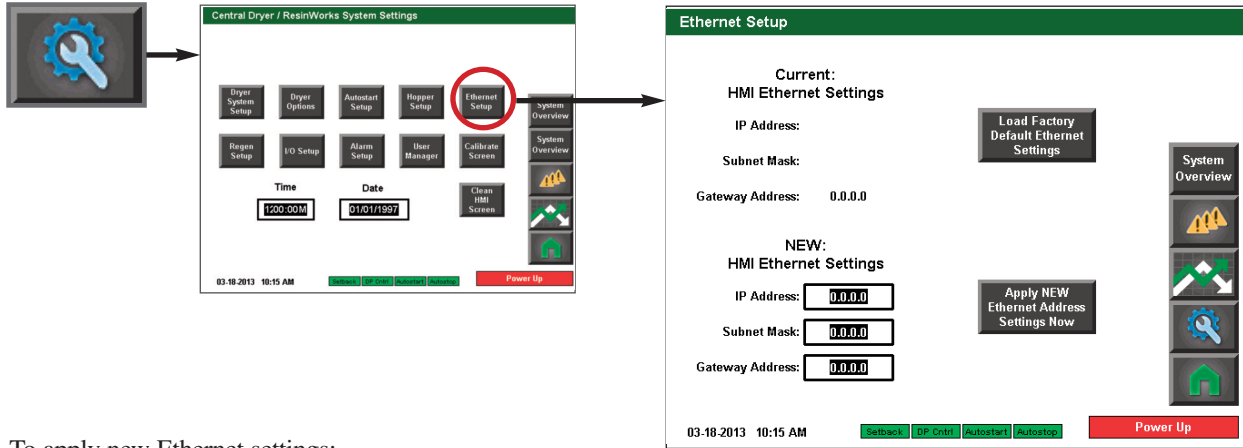 Central Dryer / ResinWorks System Settings
Dryer
System
Setup
Dryer
Options
Autostart
Setup
Hopper
Setup
Ethernet
Setup
System
Overview
Regen
Setup
I/O Setup
Alarm
Setup
User
Manager
Calibrate
Screen
System
Overview
Time
Date
1200:00M
01/01/1997
Clean
HMI
Screen
03-18-2013 10:15 AM
Setback DP Cntrl Autostart Autostop
Power Up
Ethernet Setup
Current:
HMI Ethernet Settings
IP Address:
Subnet Mask:
Gateway Address: 0.0.0.0
Load Factory
Default Ethernet
Settings
System
Overview
NEW:
HMI Ethernet Settings
IP Address: 0.0.0.0
Subnet Mask: 0.0.0.0
Gateway Address: 0.0.0.0
Apply NEW
Ethernet Address
Settings Now
03-18-2013 10:15 AM
Setback DP Cntrl Autostart Autostop
Power Up
To apply new Ethernet settings: